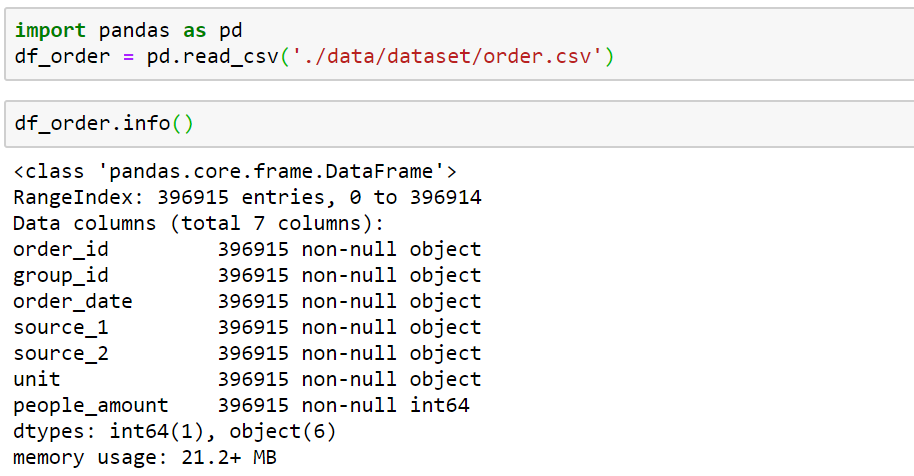 import pandas as pd
df_order = pd.read_csv('./data/dataset/order.csv')
df_order.info()
<class 'pandas.core.frame.DataFrame'>
RangeIndex: 396915 entries, 0 to 396914
Data columns (total 7 columns):
order_id         396915 non-null object
group_id         396915 non-null object
order_date       396915 non-null object
source_1         396915 non-null object
source_2         396915 non-null object
unit             396915 non-null object
people_amount    396915 non-null int64
dtypes: int64(1), object(6)
memory usage: 21.2+ MB